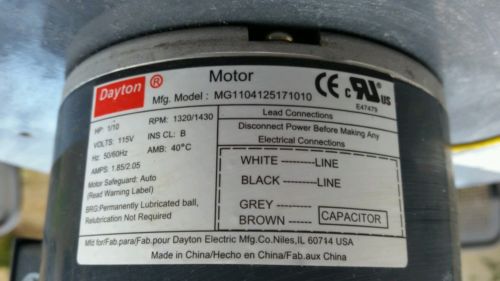 Dayton ®
Motor
Mfg. Model : MG1104125171010
CE c RU us
E47479
HP: 1/10
RPM: 1320/1430
VOLTS: 115V
INS CL: B
Hz: 50/60Hz
AMB: 40°C
AMPS: 1.85/2.05
Motor Safeguard: Auto
(Read Warning Label)
BRG:Permanently Lubricated ball,
Relubrication Not Required
Lead Connections
Disconnect Power Before Making Any
Electrical Connections
WHITE ---------LINE
BLACK ---------LINE
GREY --------
BROWN -------- CAPACITOR
Mfd for/Fab.para/Fab.pour Dayton Electric Mfg.Co.Niles,IL 60714 USA
Made in China/Hecho en China/Fab.aux China